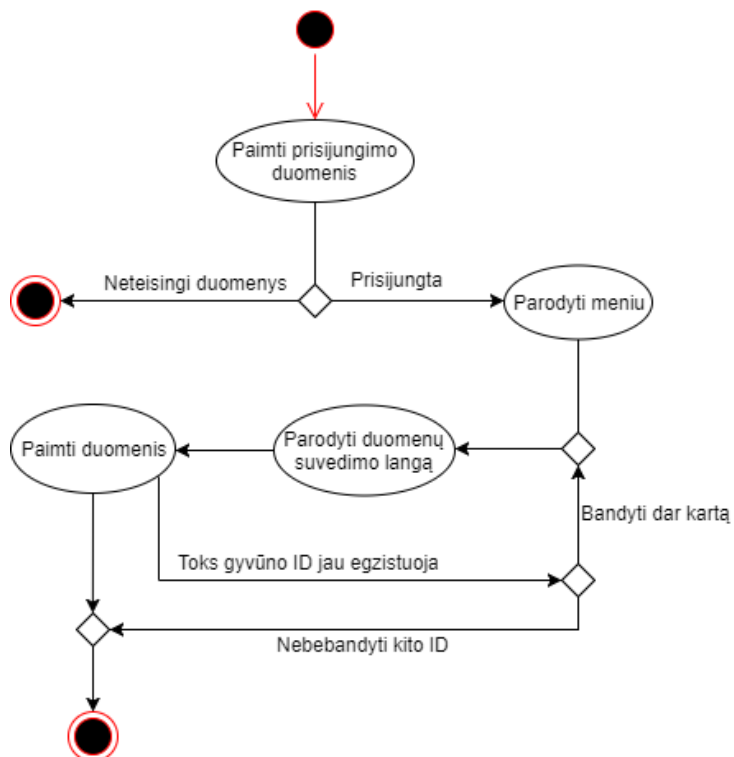 Paimti prisijungimo
duomenis
Neteisingi duomenys
Prisijungta
Parodyti meniu
Paimti duomenis
Parodyti duomenų
suvedimo langą
Bandyti dar kartą
Toks gyvūno ID jau egzistuoja
Nebebandyti kito ID